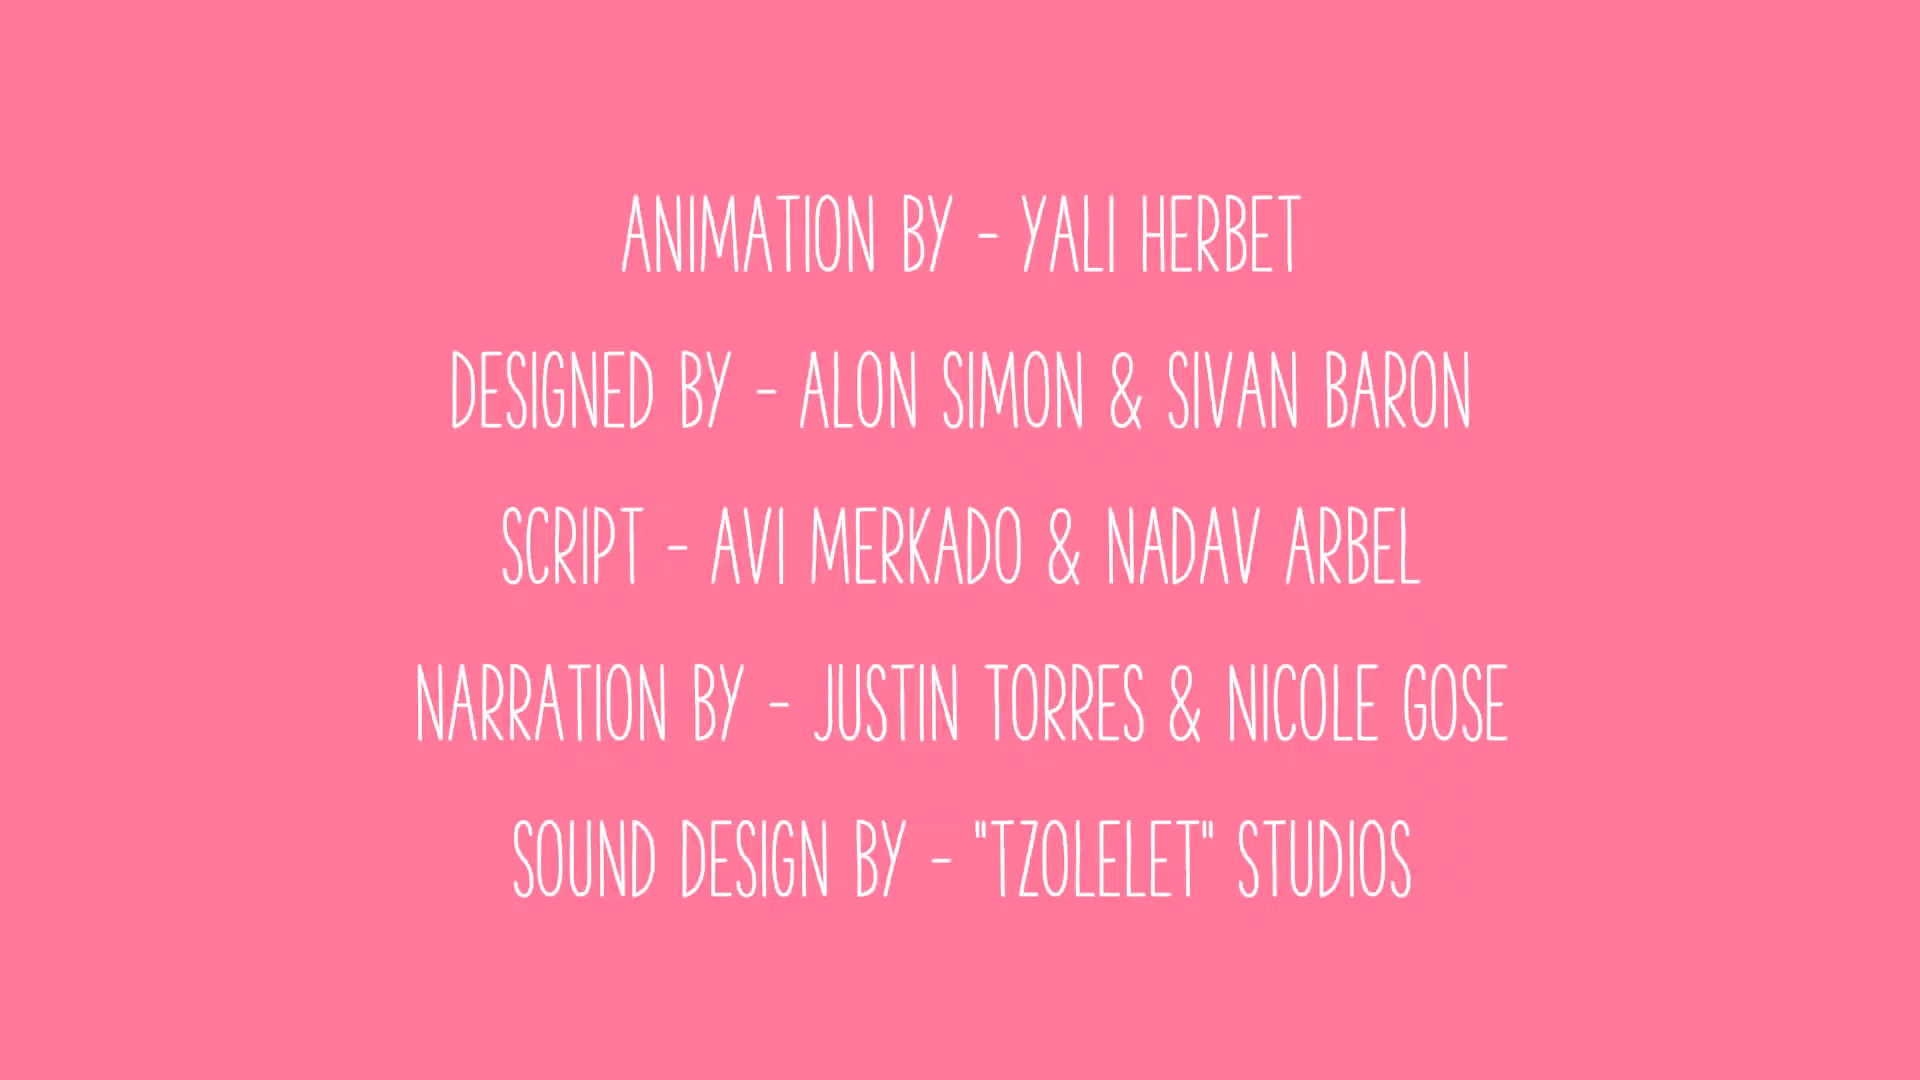 ANIMATION BY - YALI HERBET
DESIGNED BY - ALON SIMON & SIVAN BARON
SCRIPT - AVI MERKADO & NADAV ARBEL
NARRATION BY - JUSTIN TORRES & NICOLE GOSE
SOUND DESIGN BY - "TZOLELET" STUDIOS